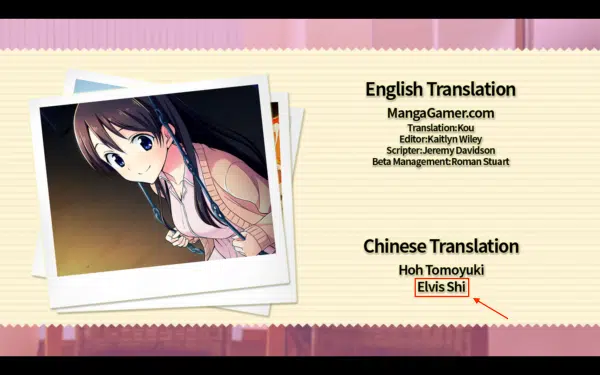 English Translation
MangaGamer.com
Translation:Kou
Editor:Kaitlyn Wiley
Scripter:Jeremy Davidson
Beta Management:Roman Stuart
Chinese Translation
Hoh Tomoyuki
Elvis Shi